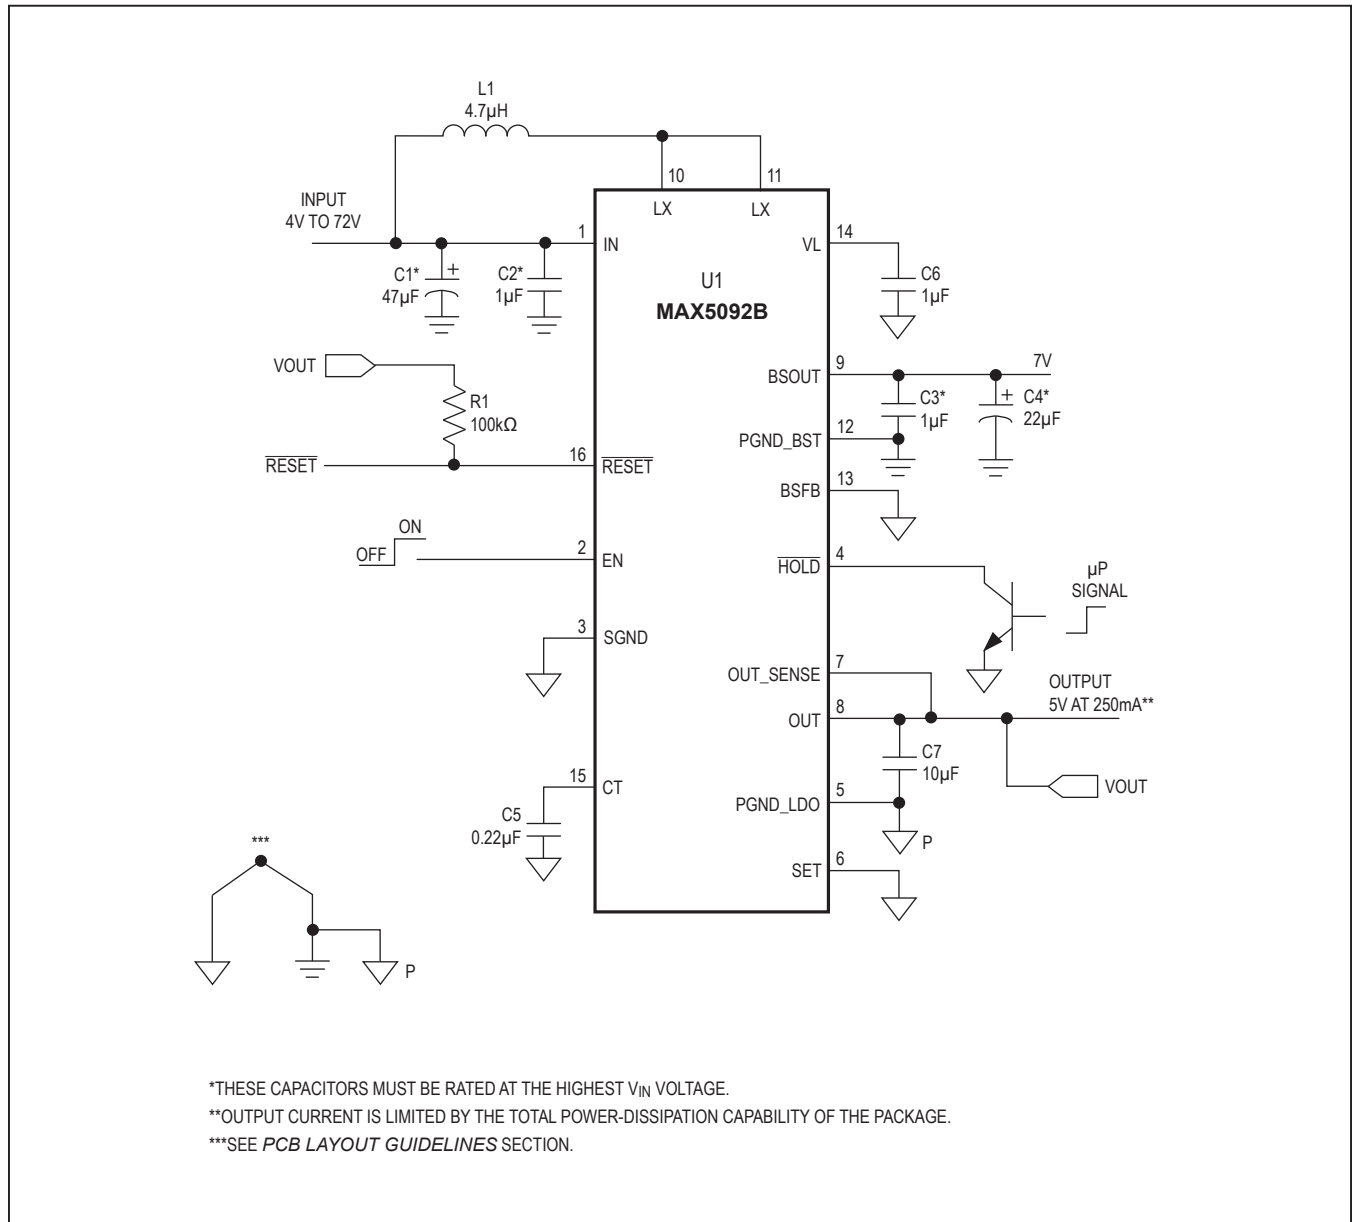 L1
4.7µH
10
11
LX
LX
INPUT
4V TO 72V
1
IN
VL
14
C1*
47µF
+
C2*
1µF
C6
1µF
U1
MAX5092B
VOUT
R1
100kΩ
BSOUT
9
7V
C3*
1µF
+
C4*
22µF
PGND_BST
12
RESET
16
RESET
BSFB
13
OFF
ON
2
EN
HOLD
4
µP
SIGNAL
3
SGND
OUT_SENSE
7
OUTPUT
5V AT 250mA**
OUT
8
C7
10µF
VOUT
15
CT
C5
0.22µF
PGND_LDO
5
P
SET
6
***
P
*THESE CAPACITORS MUST BE RATED AT THE HIGHEST VIN VOLTAGE.
**OUTPUT CURRENT IS LIMITED BY THE TOTAL POWER-DISSIPATION CAPABILITY OF THE PACKAGE.
***SEE PCB LAYOUT GUIDELINES SECTION.